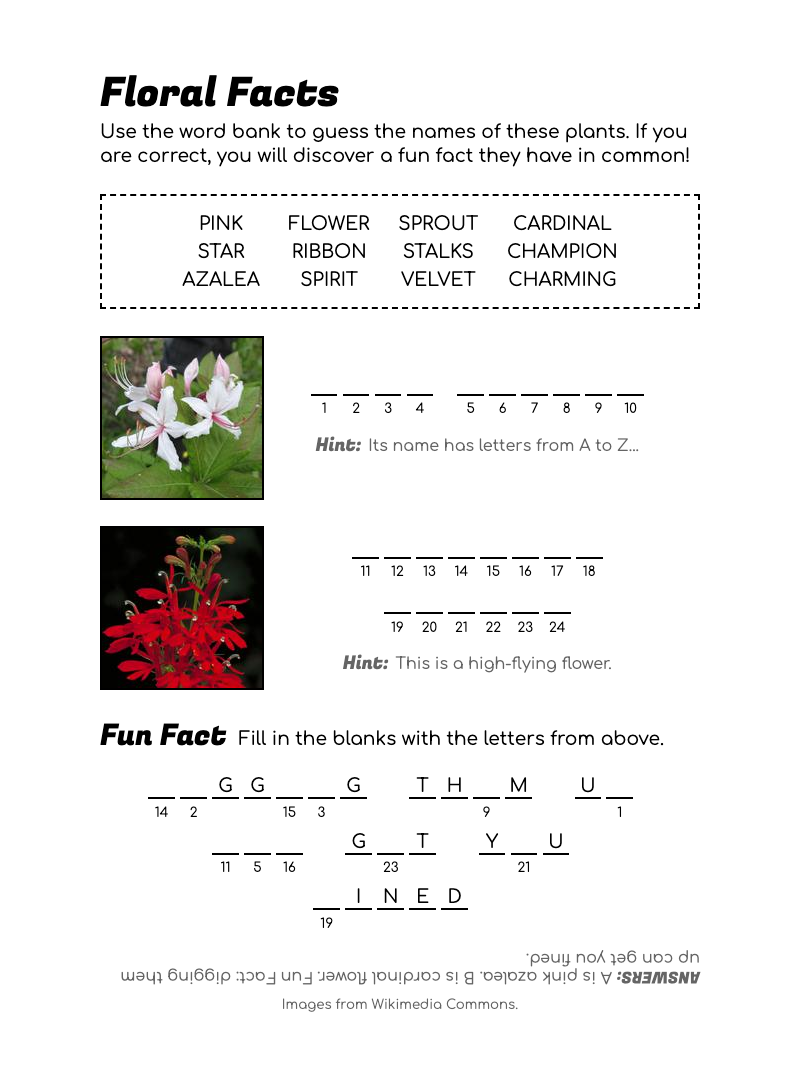 Floral Facts
Use the word bank to guess the names of these plants. If you
are correct, you will discover a fun fact they have in common!
PINK FLOWER SPROUT CARDINAL
STAR RIBBON STALKS CHAMPION
AZALEA SPIRIT VELVET CHARMING
1 2 3 4 5 6 7 8 9 10
Hint: Its name has letters from A to Z...
11 12 13 14 15 16 17 18
19 20 21 22 23 24
Hint: This is a high-flying flower.
Fun Fact Fill in the blanks with the letters from above.
G G G T H M U
14 2 15 3 9 1
G T Y U
11 5 16 23 21
I N E D
19
ANSWERS: A is pink azalea. B is cardinal flower. Fun Fact: digging them
up can get you fined.
Images from Wikimedia Commons.